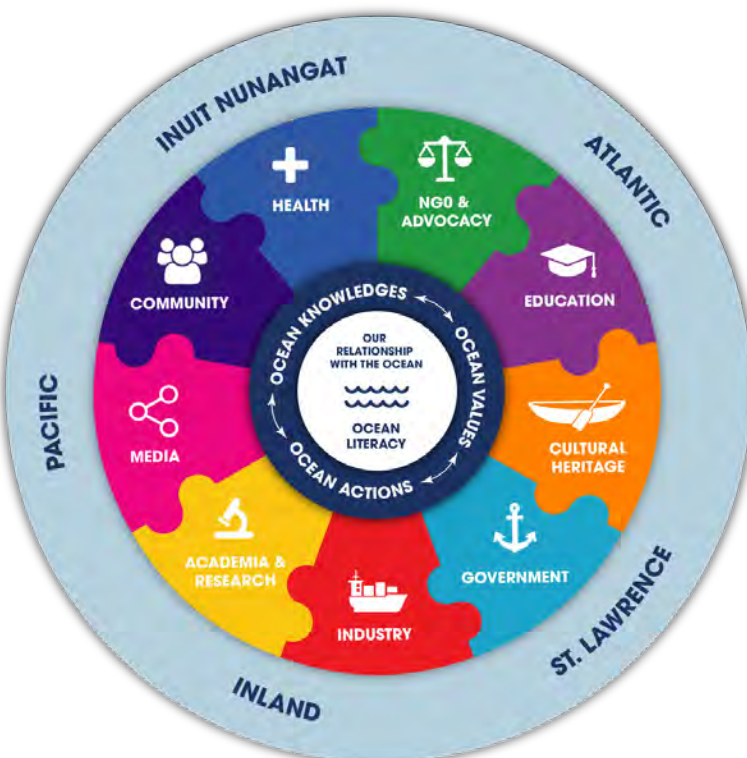 INUIT NUNANGAT
ATLANTIC
ST. LAWRENCE
INLAND
PACIFIC
HEALTH
NGO &
ADVOCACY
EDUCATION
CULTURAL
HERITAGE
GOVERNMENT
INDUSTRY
ACADEMIA &
RESEARCH
MEDIA
COMMUNITY
OCEAN KNOWLEDGES
OCEAN VALUES
OCEAN ACTIONS
OUR
RELATIONSHIP
WITH THE OCEAN
OCEAN
LITERACY